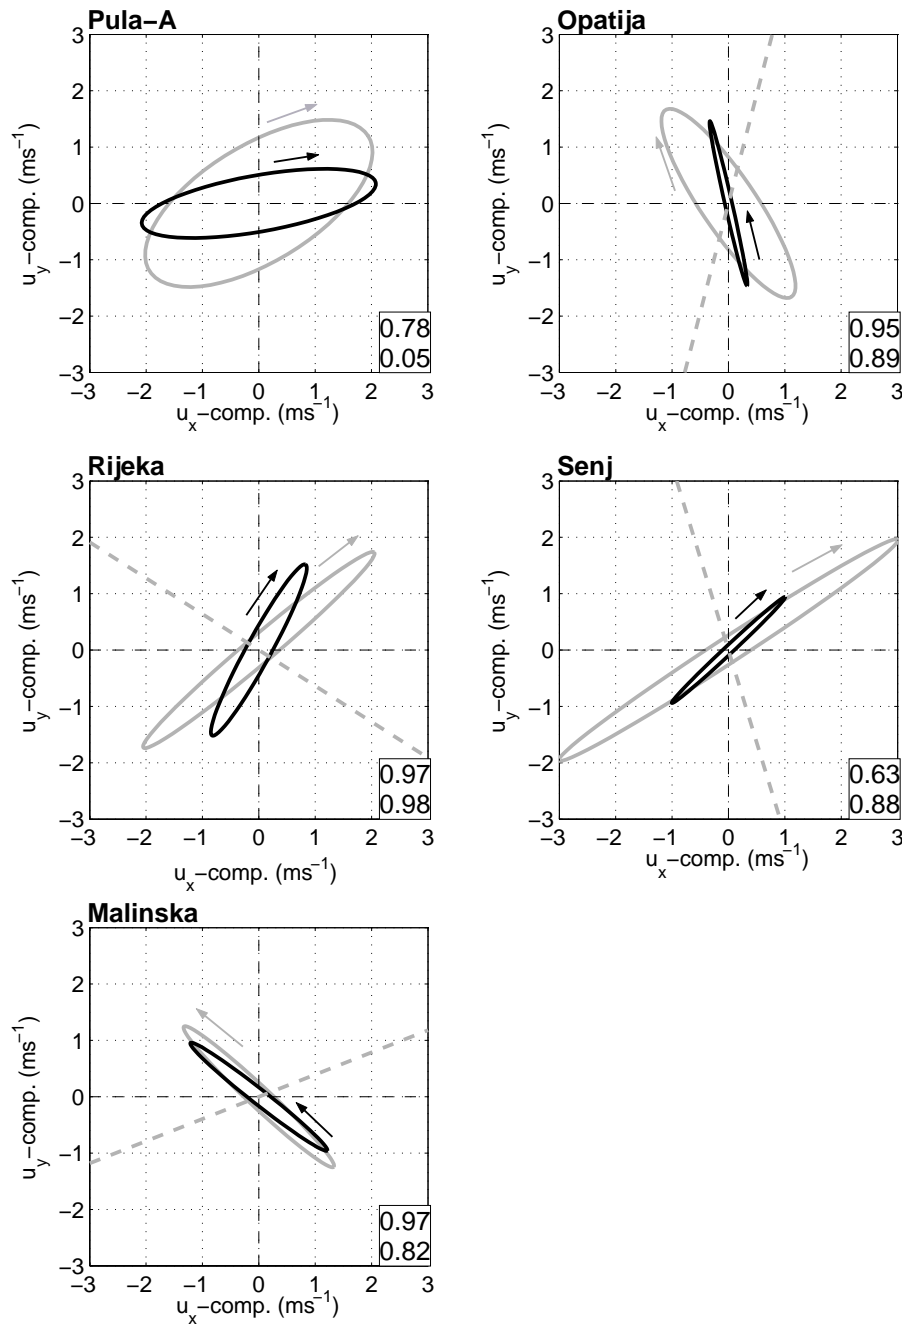 Pula−A
3
2
1
0
−1
−2
−3
u_y−comp. (ms^−1)
0.78
0.05
−3 −2 −1 0 1 2 3
u_x−comp. (ms^−1)
Opatija
3
2
1
0
−1
−2
−3
u_y−comp. (ms^−1)
0.95
0.89
−3 −2 −1 0 1 2 3
u_x−comp. (ms^−1)
Rijeka
3
2
1
0
−1
−2
−3
u_y−comp. (ms^−1)
0.97
0.98
−3 −2 −1 0 1 2 3
u_x−comp. (ms^−1)
Senj
3
2
1
0
−1
−2
−3
u_y−comp. (ms^−1)
0.63
0.88
−3 −2 −1 0 1 2 3
u_x−comp. (ms^−1)
Malinska
3
2
1
0
−1
−2
−3
u_y−comp. (ms^−1)
0.97
0.82
−3 −2 −1 0 1 2 3
u_x−comp. (ms^−1)